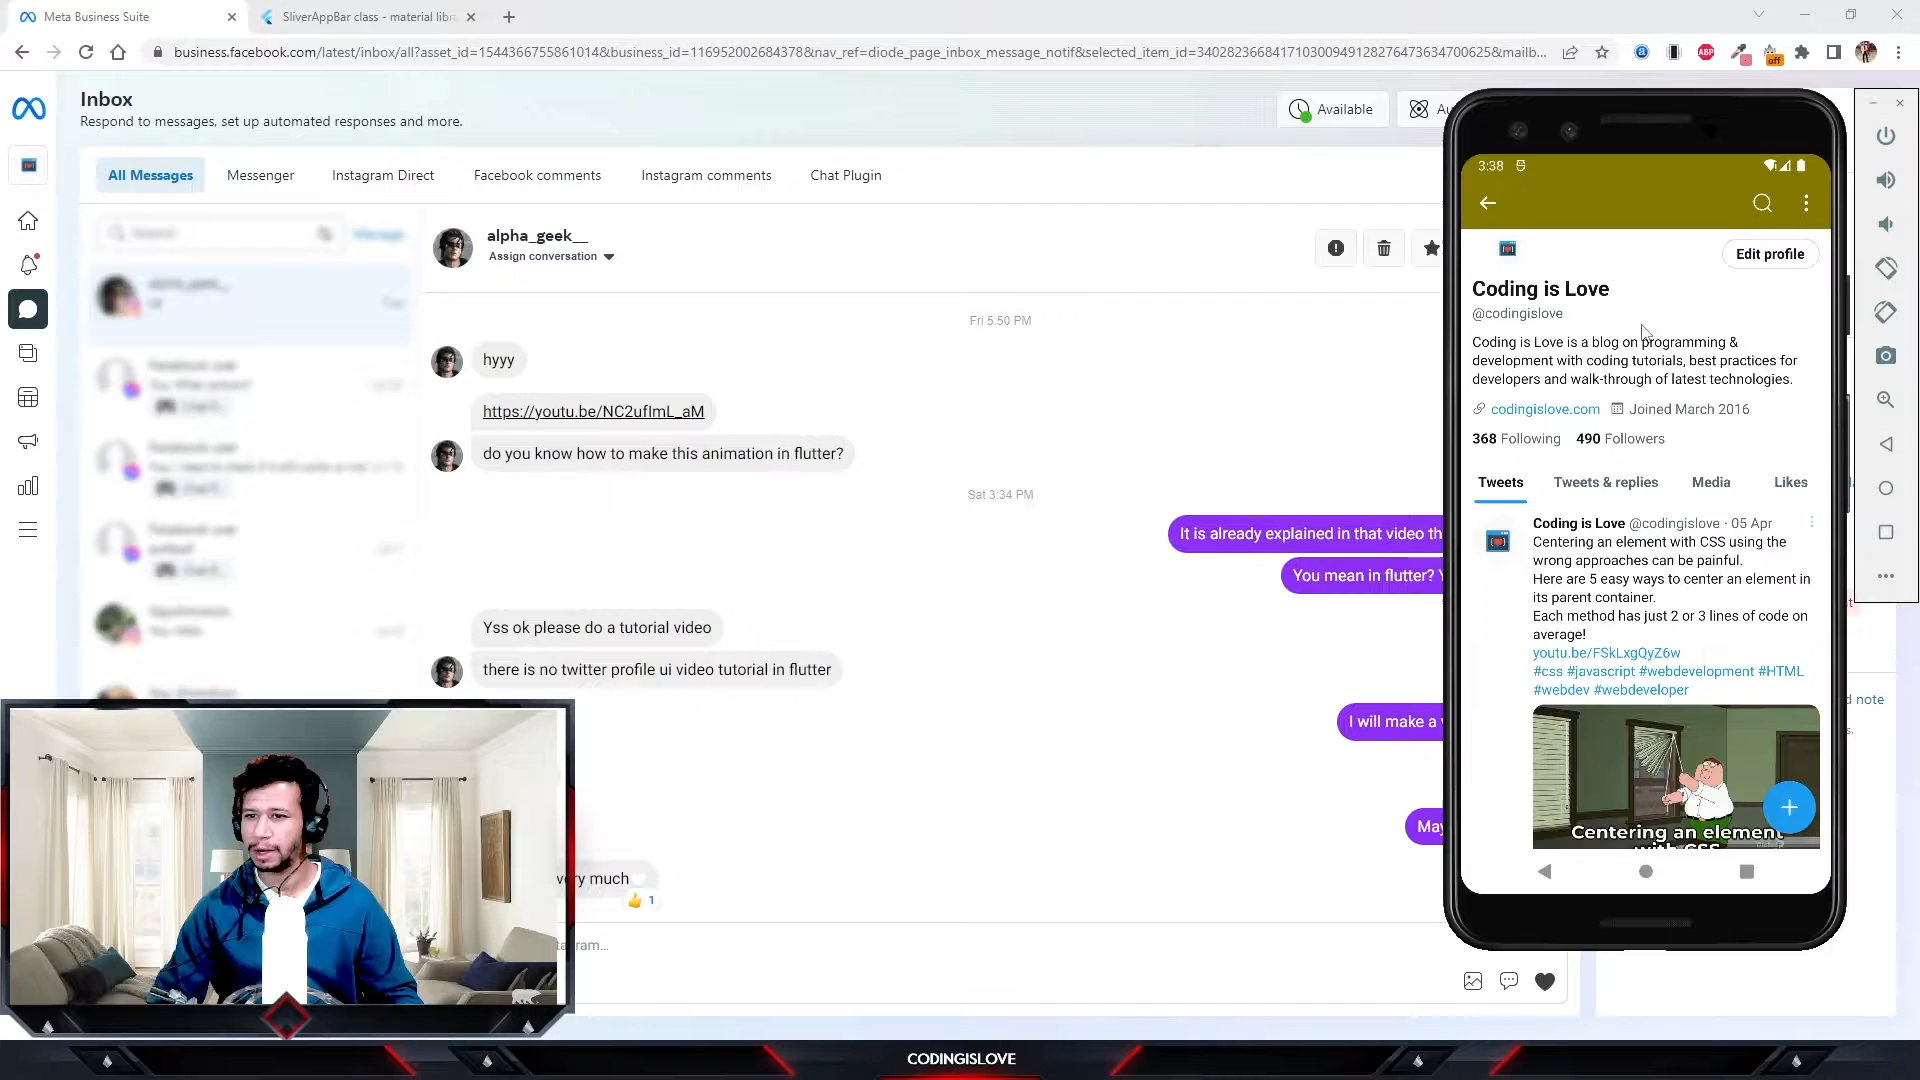 Meta Business Suite
SliverAppBar class - material libr
business.facebook.com/latest/inbox/all?asset_id=1544366755861014&business_id=1169520026843​78&nav_ref=diode_page_inbox_message_notif&selected_item_id=340282366841710300949128276473634700625&mailb...
ABP
off
Inbox
Respond to messages, set up automated responses and more.
Available
Au
All Messages
Messenger
Instagram Direct
Facebook comments
Instagram comments
Chat Plugin
alpha_geek__
Assign conversation
Fri 5:50 PM
hyyy
https://youtu.be/NC2ufImL_aM
do you know how to make this animation in flutter?
Sat 3:34 PM
It is already explained in that video th
You mean in flutter? Y
Yss ok please do a tutorial video
there is no twitter profile ui video tutorial in flutter
I will make a v
May
very much
1
gram...
d note
3:38
Edit profile
Coding is Love
@codingislove
Coding is Love is a blog on programming &
development with coding tutorials, best practices for
developers and walk-through of latest technologies.
codingislove.com Joined March 2016
368 Following 490 Followers
Tweets
Tweets & replies
Media
Likes
Coding is Love @codingislove · 05 Apr
Centering an element with CSS using the
wrong approaches can be painful.
Here are 5 easy ways to center an element in
its parent container.
Each method has just 2 or 3 lines of code on
average!
youtu.be/FSkLxgQyZ6w
#css #javascript #webdevelopment #HTML
#webdev #webdeveloper
Centering an element
with CSS
CODINGISLOVE